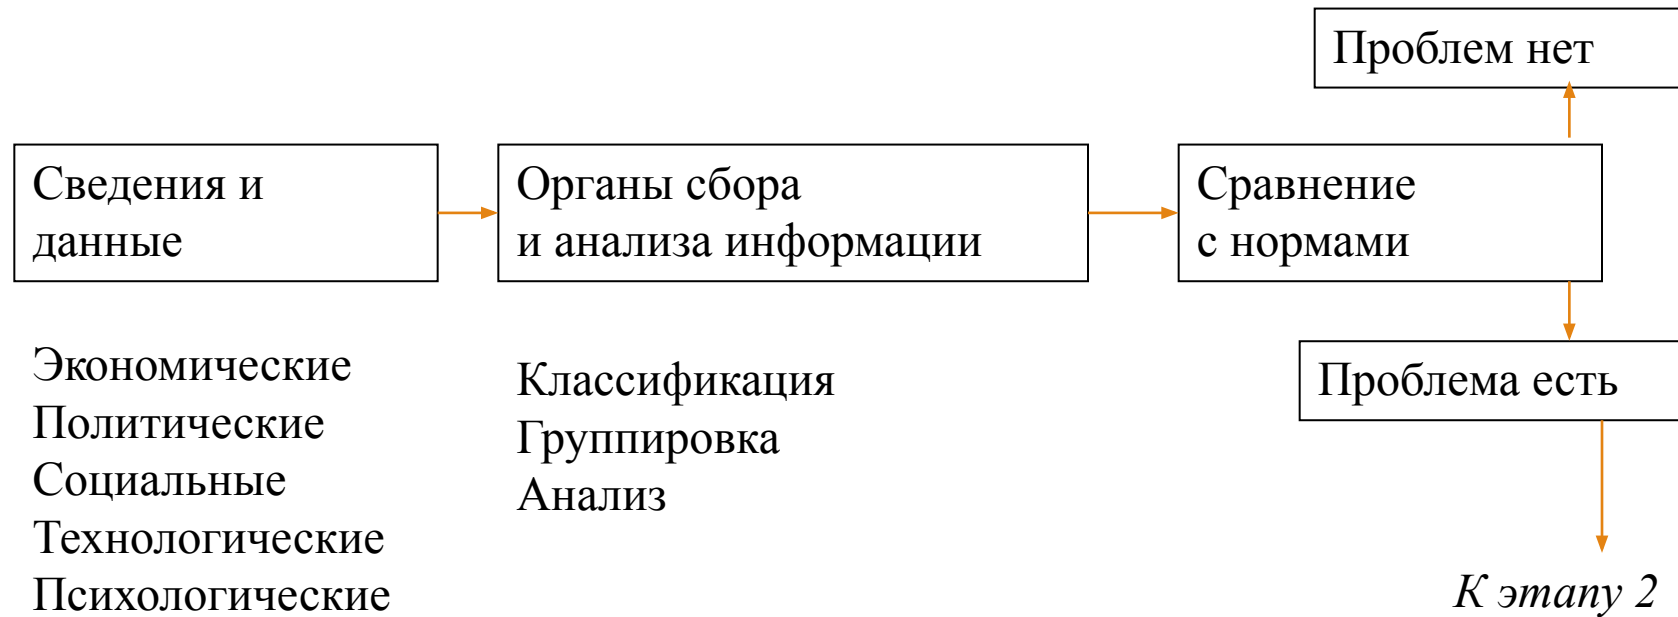 Проблем нет
Сведения и
данные
Органы сбора
и анализа информации
Сравнение
с нормами
Проблема есть
Экономические
Политические
Социальные
Технологические
Психологические
Классификация
Группировка
Анализ
К этапу 2